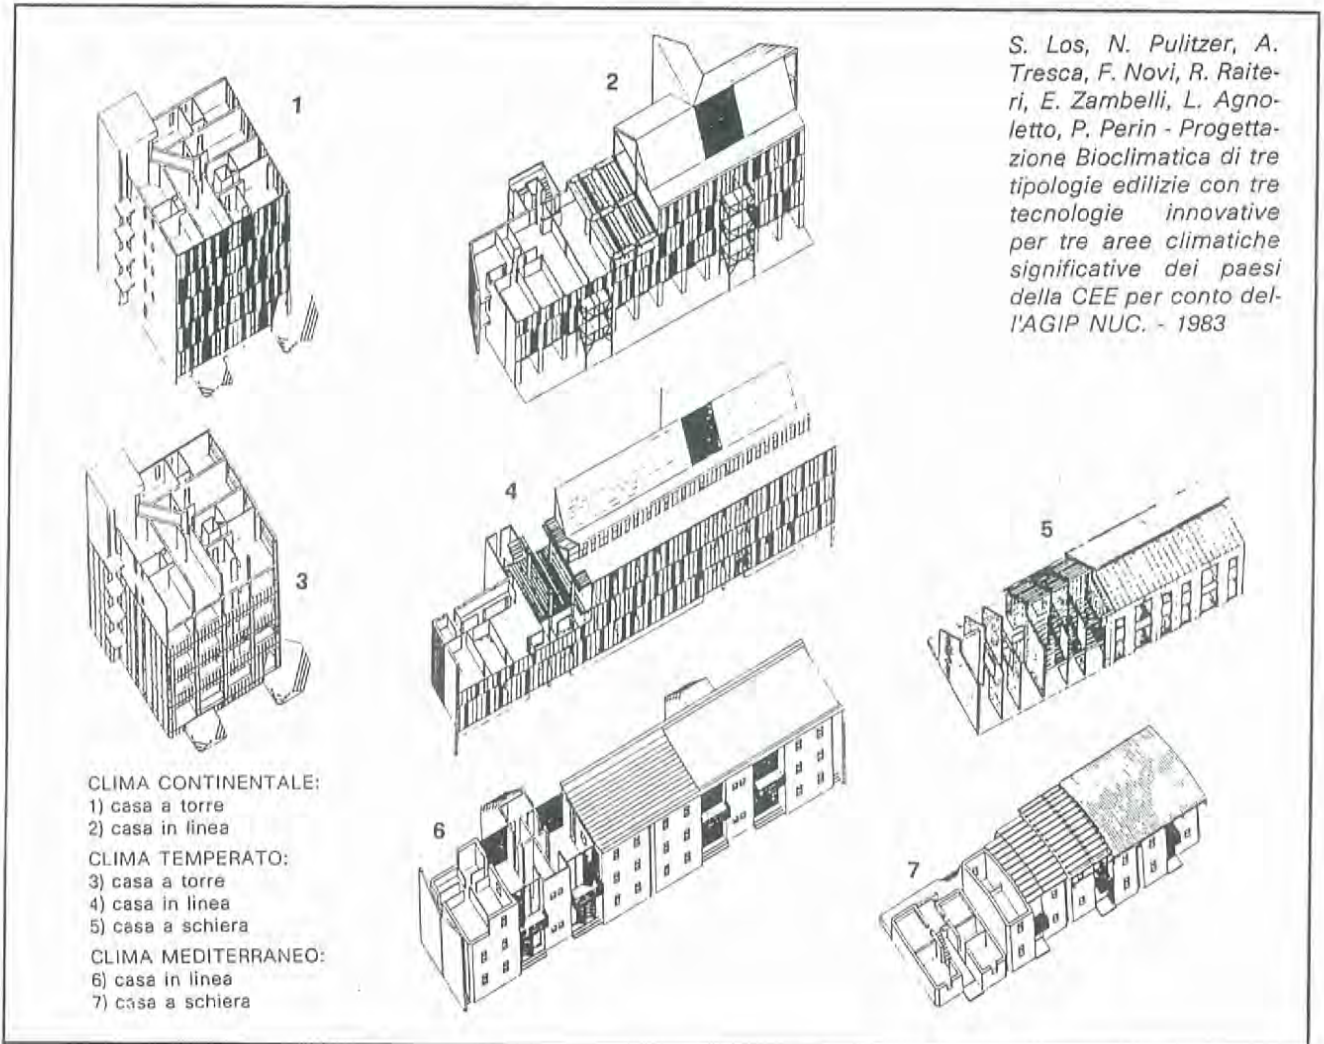 S. Los, N. Pulitzer, A.
Tresca, F. Novi, R. Raite-
ri, E. Zambelli, L. Agno-
letto, P. Perin - Progetta-
zione Bioclimatica di tre
tipologie edilizie con tre
tecnologie innovative
per tre aree climatiche
significative dei paesi
della CEE per conto del-
l'AGIP NUC. - 1983
1
2
3
4
5
6
7
CLIMA CONTINENTALE:
1) casa a torre
2) casa in linea
CLIMA TEMPERATO:
3) casa a torre
4) casa in linea
5) casa a schiera
CLIMA MEDITERRANEO:
6) casa in linea
7) casa a schiera